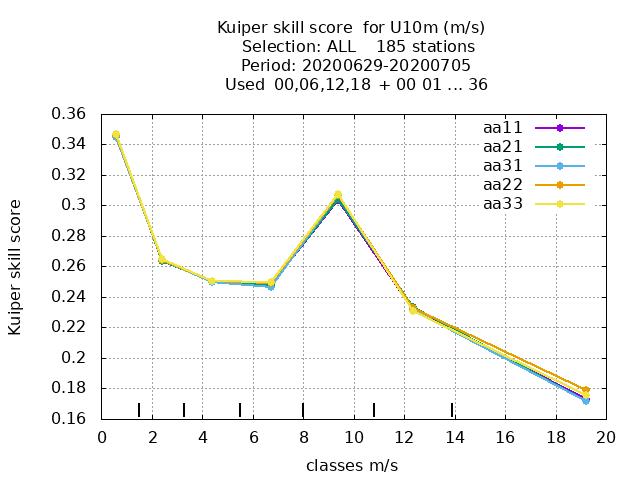 Kuiper skill score  for U10m (m/s)
Selection: ALL    185 stations
Period: 20200629-20200705
Used  00,06,12,18  + 00 01 ... 36
0.36
0.34
0.32
0.3
0.28
0.26
0.24
0.22
0.2
0.18
0.16
Kuiper skill score
aa11
aa21
aa31
aa22
aa33
0 2 4 6 8 10 12 14 16 18 20
classes m/s